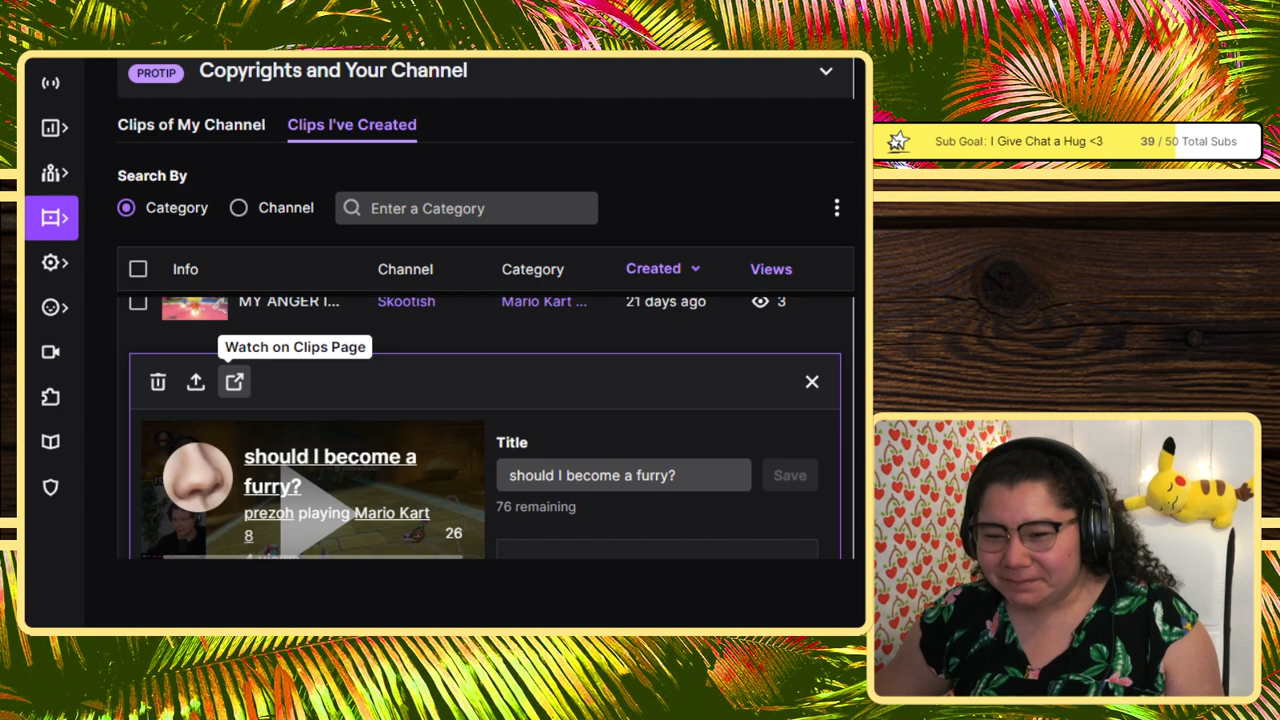 PROTIP Copyrights and Your Channel
Clips of My Channel Clips I've Created
Sub Goal: I Give Chat a Hug <3 39 / 50 Total Subs
Search By
Category Channel Enter a Category
Info Channel Category Created Views
MY ANGER I... Skootish Mario Kart ... 21 days ago 3
Watch on Clips Page
should I become a
furry?
prezoh playing Mario Kart
8
26
Title
should I become a furry? Save
76 remaining